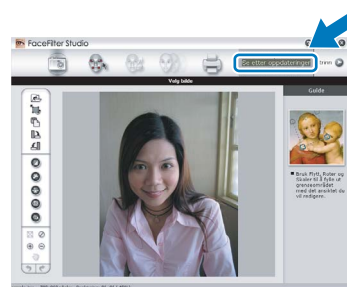 FaceFilter Studio
Se etter oppdateringer
trinn
Velg bilde
Guide
Bruk Flytt, Roter og
Skaler til å fylle ut
grenseområdet
med det ansiktet du
vil redigere.